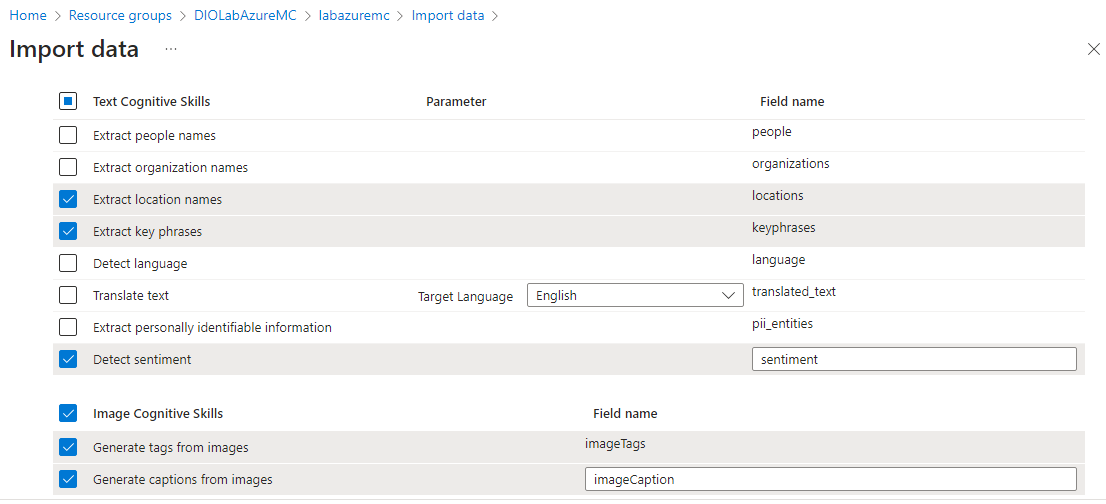 Home > Resource groups > DIOLabAzureMC > labazuremc > Import data >
Import data ...
Text Cognitive Skills Parameter Field name
Extract people names people
Extract organization names organizations
Extract location names locations
Extract key phrases keyphrases
Detect language language
Translate text Target Language English translated_text
Extract personally identifiable information pii_entities
Detect sentiment sentiment
Image Cognitive Skills Field name
Generate tags from images imageTags
Generate captions from images imageCaption